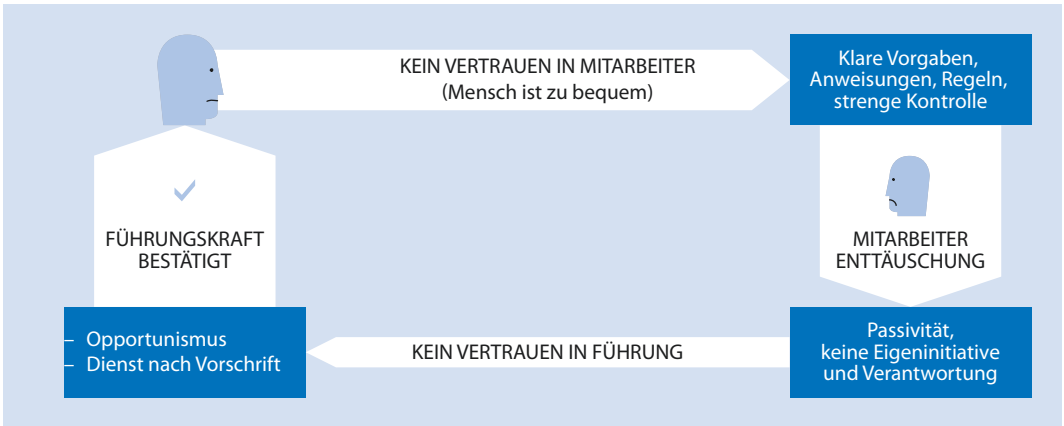 KEIN VERTRAUEN IN MITARBEITER
(Mensch ist zu bequem)
Klare Vorgaben,
Anweisungen, Regeln,
strenge Kontrolle
MITARBEITER
ENTTÄUSCHUNG
Passivität,
keine Eigeninitiative
und Verantwortung
KEIN VERTRAUEN IN FÜHRUNG
– Opportunismus
– Dienst nach Vorschrift
FÜHRUNGSKRAFT
BESTÄTIGT